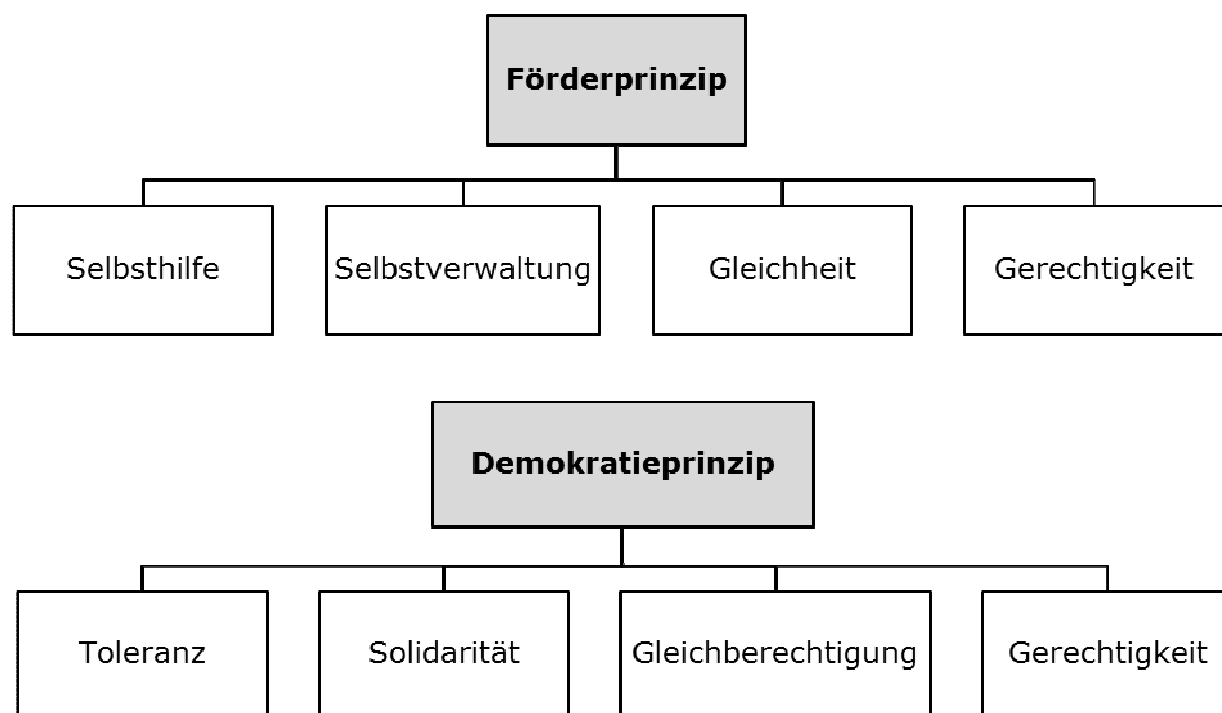 Förderprinzip
Selbsthilfe
Selbstverwaltung
Gleichheit
Gerechtigkeit
Demokratieprinzip
Toleranz
Solidarität
Gleichberechtigung
Gerechtigkeit